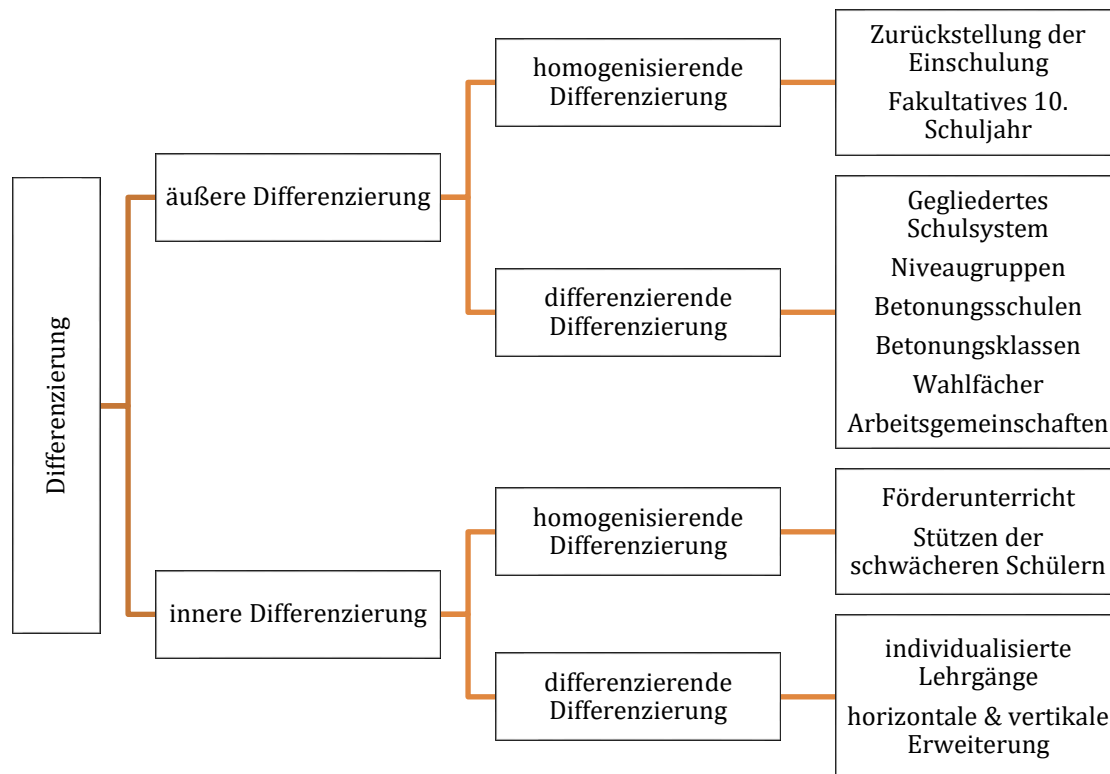 Differenzierung
äußere Differenzierung
homogenisierende
Differenzierung
Zurückstellung der
Einschulung
Fakultatives 10.
Schuljahr
differenzierende
Differenzierung
Gegliedertes
Schulsystem
Niveaugruppen
Betonungsschulen
Betonungsklassen
Wahlfächer
Arbeitsgemeinschaften
innere Differenzierung
homogenisierende
Differenzierung
Förderunterricht
Stützen der
schwächeren Schülern
differenzierende
Differenzierung
individualisierte
Lehrgänge
horizontale & vertikale
Erweiterung